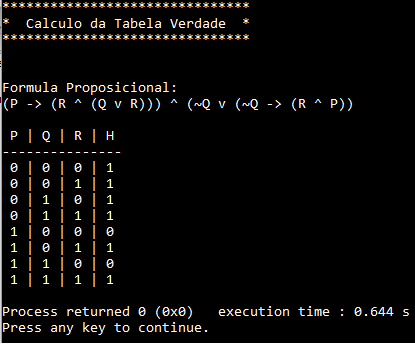 *******************************
*  Calculo da Tabela Verdade  *
*******************************
Formula Proposicional:
(P -> (R ^ (Q v R))) ^ (~Q v (~Q -> (R ^ P))
P | Q | R | H
---------------
0 | 0 | 0 | 1
0 | 0 | 1 | 1
0 | 1 | 0 | 1
0 | 1 | 1 | 1
1 | 0 | 0 | 0
1 | 0 | 1 | 1
1 | 1 | 0 | 0
1 | 1 | 1 | 1
Process returned 0 (0x0)   execution time : 0.644 s
Press any key to continue.